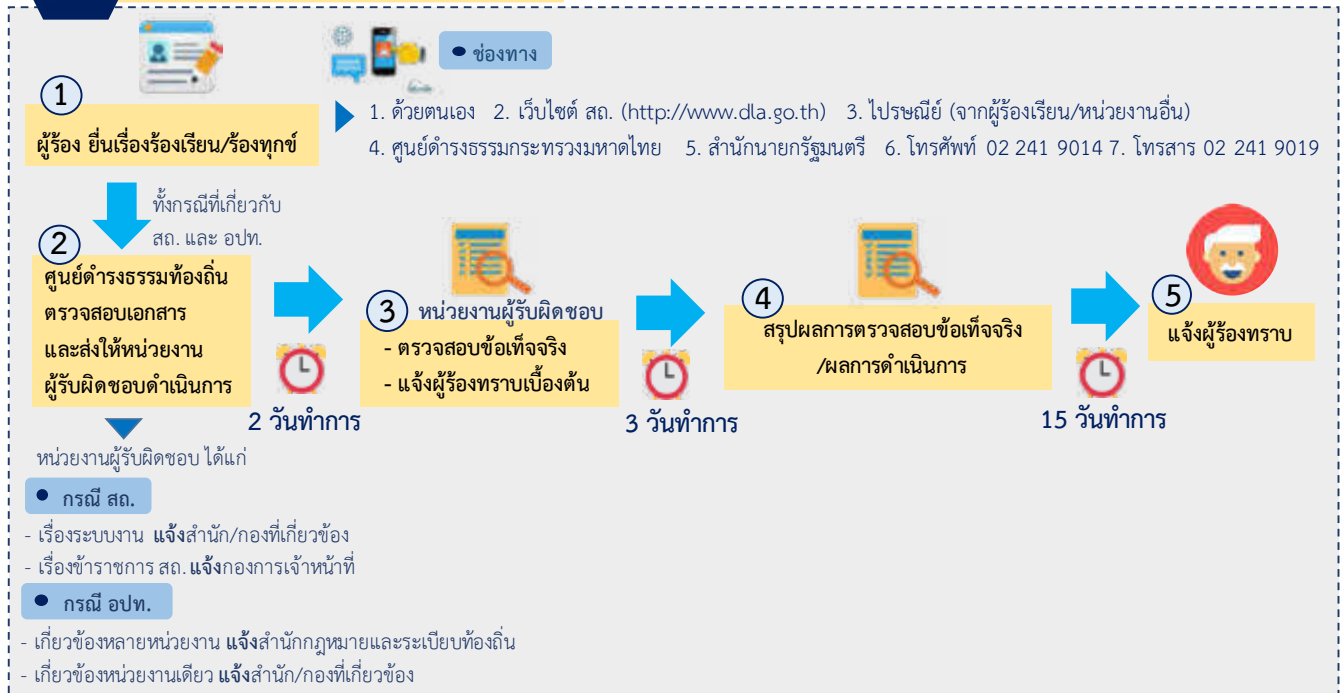 ช่องทาง
1
ผู้ร้อง ยื่นเรื่องร้องเรียน/ร้องทุกข์
1. ด้วยตนเอง 2. เว็บไซต์ สถ. (http://www.dla.go.th) 3. ไปรษณีย์ (จากผู้ร้องเรียน/หน่วยงานอื่น)
4. ศูนย์ดำรงธรรมกระทรวงมหาดไทย 5. สำนักนายกรัฐมนตรี 6. โทรศัพท์ 02 241 9014 7. โทรสาร 02 241 9019
ทั้งกรณีที่เกี่ยวกับ
สถ. และ อปท.
2
ศูนย์ดำรงธรรมท้องถิ่น
ตรวจสอบเอกสาร
และส่งให้หน่วยงาน
ผู้รับผิดชอบดำเนินการ
2 วันทำการ
3 หน่วยงานผู้รับผิดชอบ
- ตรวจสอบข้อเท็จจริง
- แจ้งผู้ร้องทราบเบื้องต้น
3 วันทำการ
4
สรุปผลการตรวจสอบข้อเท็จจริง
/ผลการดำเนินการ
15 วันทำการ
5
แจ้งผู้ร้องทราบ
หน่วยงานผู้รับผิดชอบ ได้แก่
กรณี สถ.
- เรื่องระบบงาน แจ้งสำนัก/กองที่เกี่ยวข้อง
- เรื่องข้าราชการ สถ. แจ้งกองการเจ้าหน้าที่
กรณี อปท.
- เกี่ยวข้องหลายหน่วยงาน แจ้งสำนักกฎหมายและระเบียบท้องถิ่น
- เกี่ยวข้องหน่วยงานเดียว แจ้งสำนัก/กองที่เกี่ยวข้อง